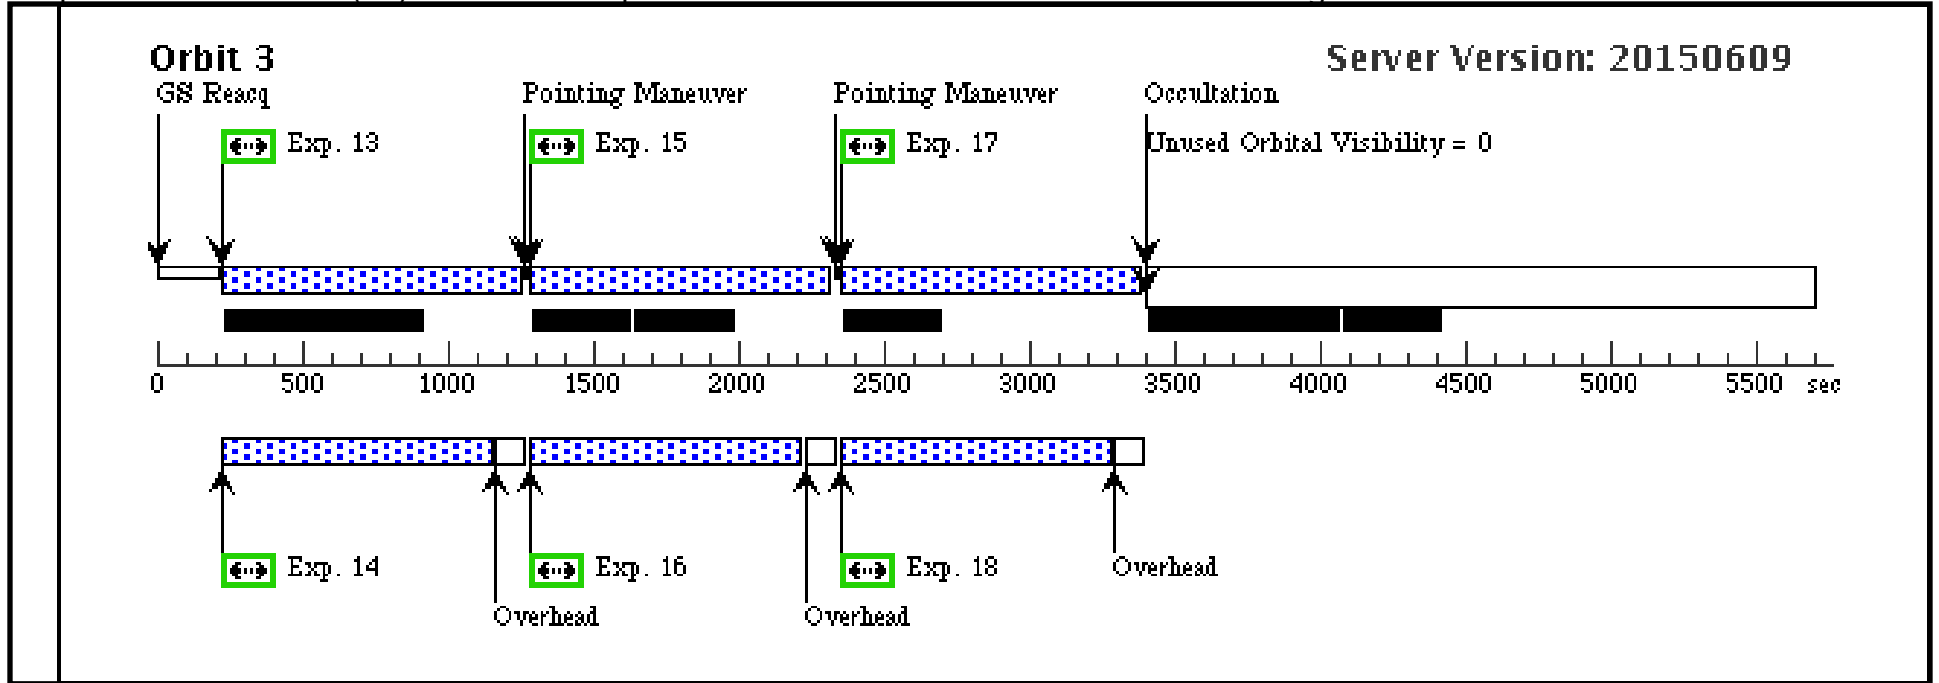 Orbit 3
Server Version: 20150609
GS Reacq
Pointing Maneuver
Pointing Maneuver
Occultation
Exp. 13
Exp. 15
Exp. 17
Unused Orbital Visibility = 0
0 500 1000 1500 2000 2500 3000 3500 4000 4500 5000 5500 sec
Exp. 14
Exp. 16
Exp. 18
Overhead
Overhead
Overhead